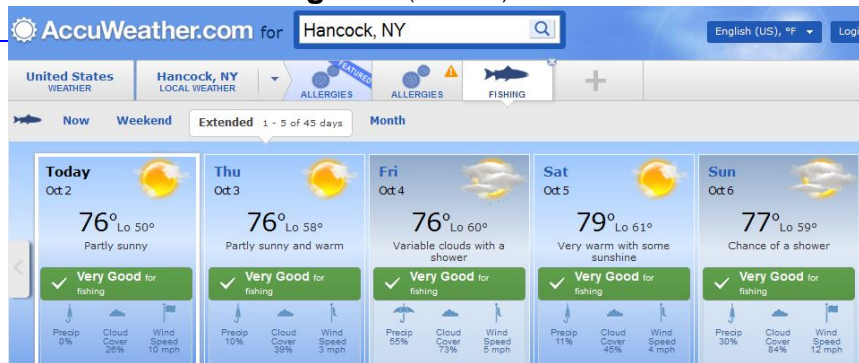 AccuWeather.com for Hancock, NY
English (US), °F Logi
United States
WEATHER
Hancock, NY
LOCAL WEATHER
FEATURED
ALLERGIES
ALLERGIES
FISHING
Now Weekend Extended 1 - 5 of 45 days Month
Today
Oct 2
76° Lo 50°
Partly sunny
Very Good for
fishing
Precip
0%
Cloud
Cover
26%
Wind
Speed
10 mph
Thu
Oct 3
76° Lo 58°
Partly sunny and warm
Very Good for
fishing
Precip
10%
Cloud
Cover
39%
Wind
Speed
3 mph
Fri
Oct 4
76° Lo 60°
Variable clouds with a
shower
Very Good for
fishing
Precip
55%
Cloud
Cover
73%
Wind
Speed
5 mph
Sat
Oct 5
79° Lo 61°
Very warm with some
sunshine
Very Good for
fishing
Precip
11%
Cloud
Cover
45%
Wind
Speed
4 mph
Sun
Oct 6
77° Lo 59°
Chance of a shower
Very Good for
fishing
Precip
30%
Cloud
Cover
84%
Wind
Speed
12 mph